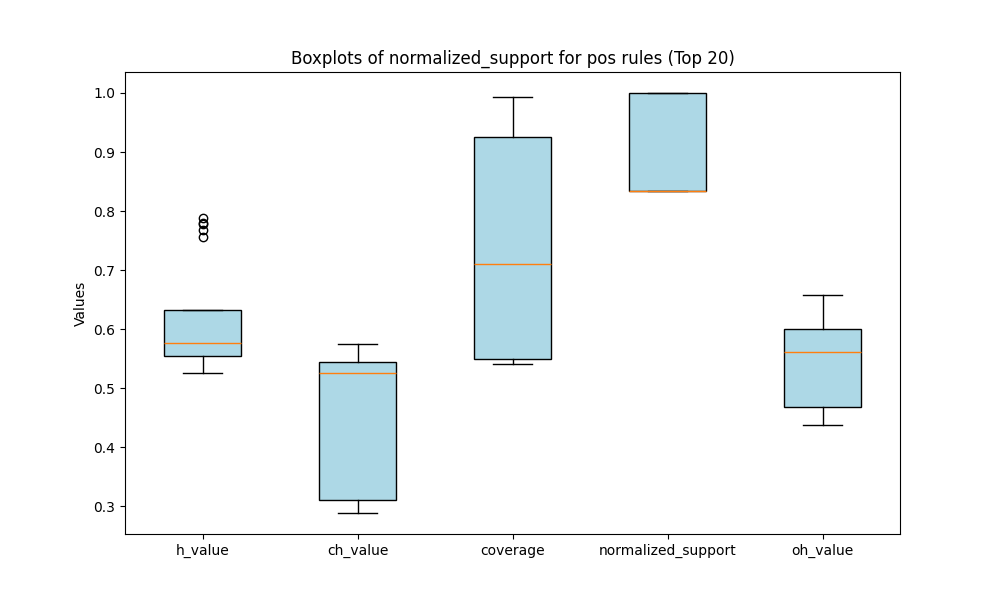 Boxplots of normalized_support for pos rules (Top 20)
1.0
0.9
0.8
0.7
0.6
0.5
0.4
0.3
Values
h_value
ch_value
coverage
normalized_support
oh_value